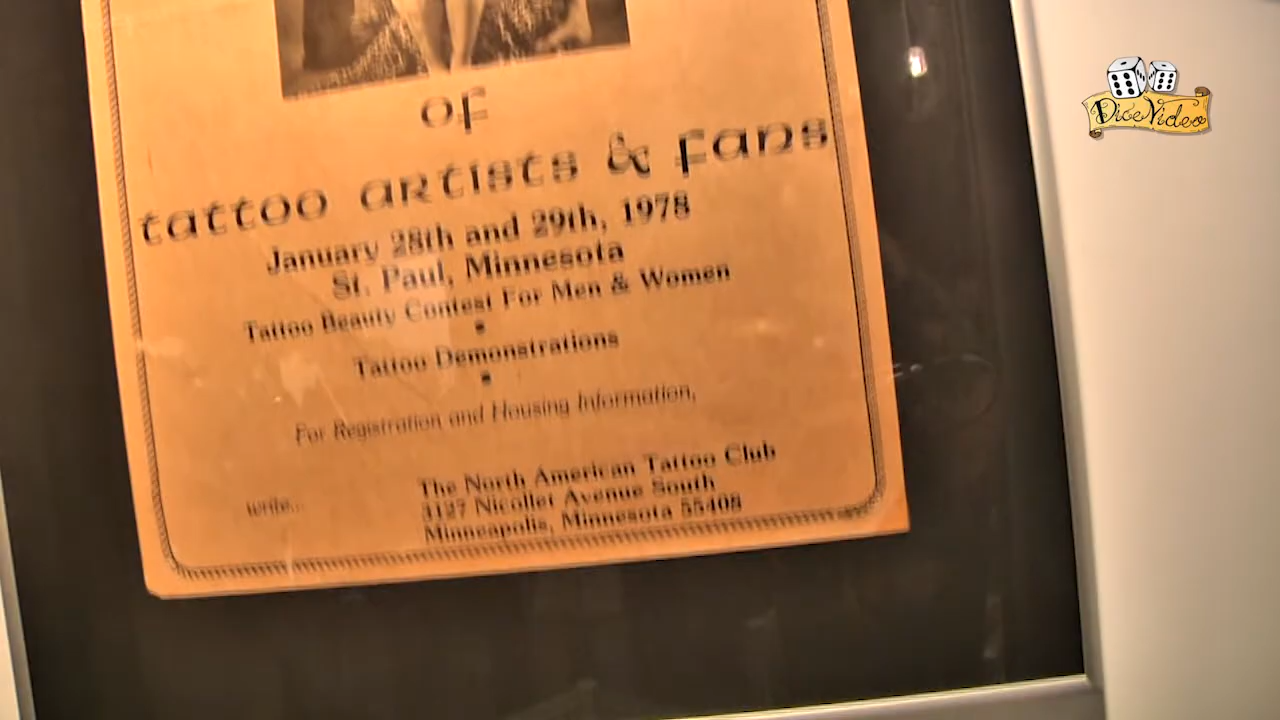 of
tattoo artists & fans
January 28th and 29th, 1978
St. Paul, Minnesota
Tattoo Beauty Contest For Men & Women
Tattoo Demonstrations
For Registration and Housing Information,
write...
The North American Tattoo Club
3127 Nicollet Avenue South
Minneapolis, Minnesota 55408
Dice Video